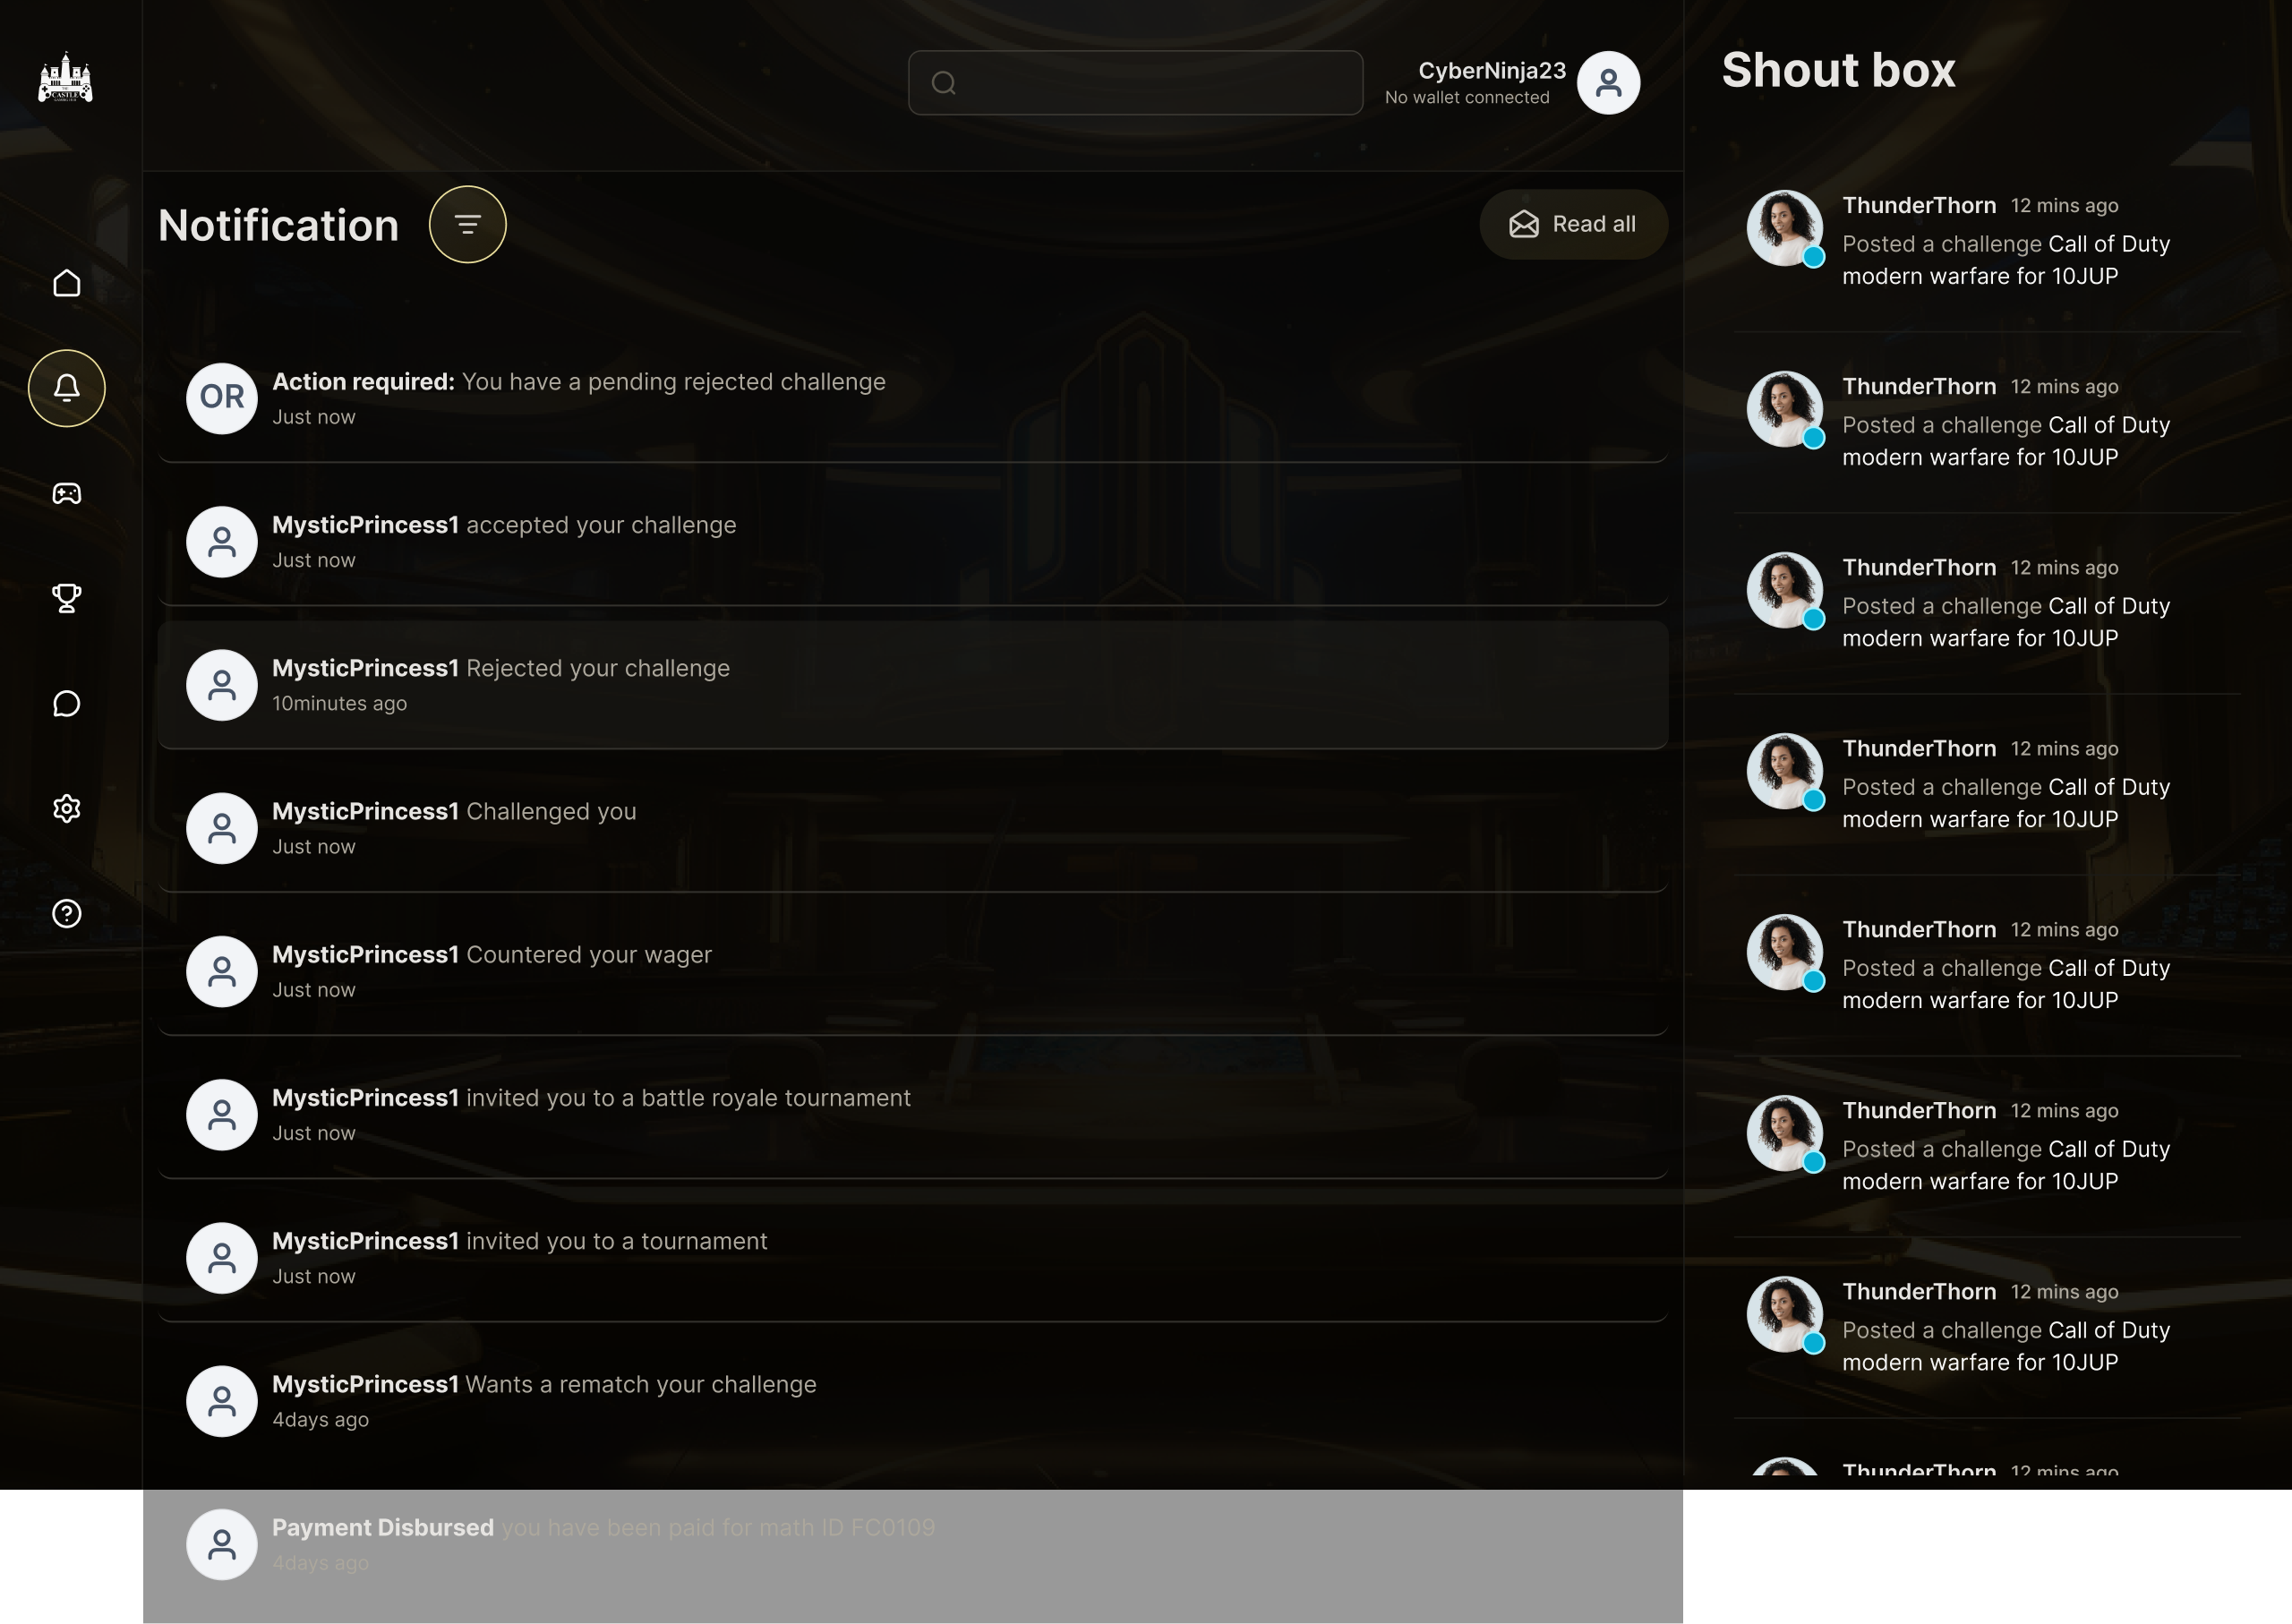 CASTLE
CyberNinja23
No wallet connected
Notification
Read all
OR
Action required: You have a pending rejected challenge
Just now
MysticPrincess1 accepted your challenge
Just now
MysticPrincess1 Rejected your challenge
10minutes ago
MysticPrincess1 Challenged you
Just now
MysticPrincess1 Countered your wager
Just now
MysticPrincess1 invited you to a battle royale tournament
Just now
MysticPrincess1 invited you to a tournament
Just now
MysticPrincess1 Wants a rematch your challenge
4days ago
Payment Disbursed you have been paid for math ID FC0109
4days ago
Shout box
ThunderThorn 12 mins ago
Posted a challenge Call of Duty
modern warfare for 10JUP
ThunderThorn 12 mins ago
Posted a challenge Call of Duty
modern warfare for 10JUP
ThunderThorn 12 mins ago
Posted a challenge Call of Duty
modern warfare for 10JUP
ThunderThorn 12 mins ago
Posted a challenge Call of Duty
modern warfare for 10JUP
ThunderThorn 12 mins ago
Posted a challenge Call of Duty
modern warfare for 10JUP
ThunderThorn 12 mins ago
Posted a challenge Call of Duty
modern warfare for 10JUP
ThunderThorn 12 mins ago
Posted a challenge Call of Duty
modern warfare for 10JUP
ThunderThorn 12 mins ago